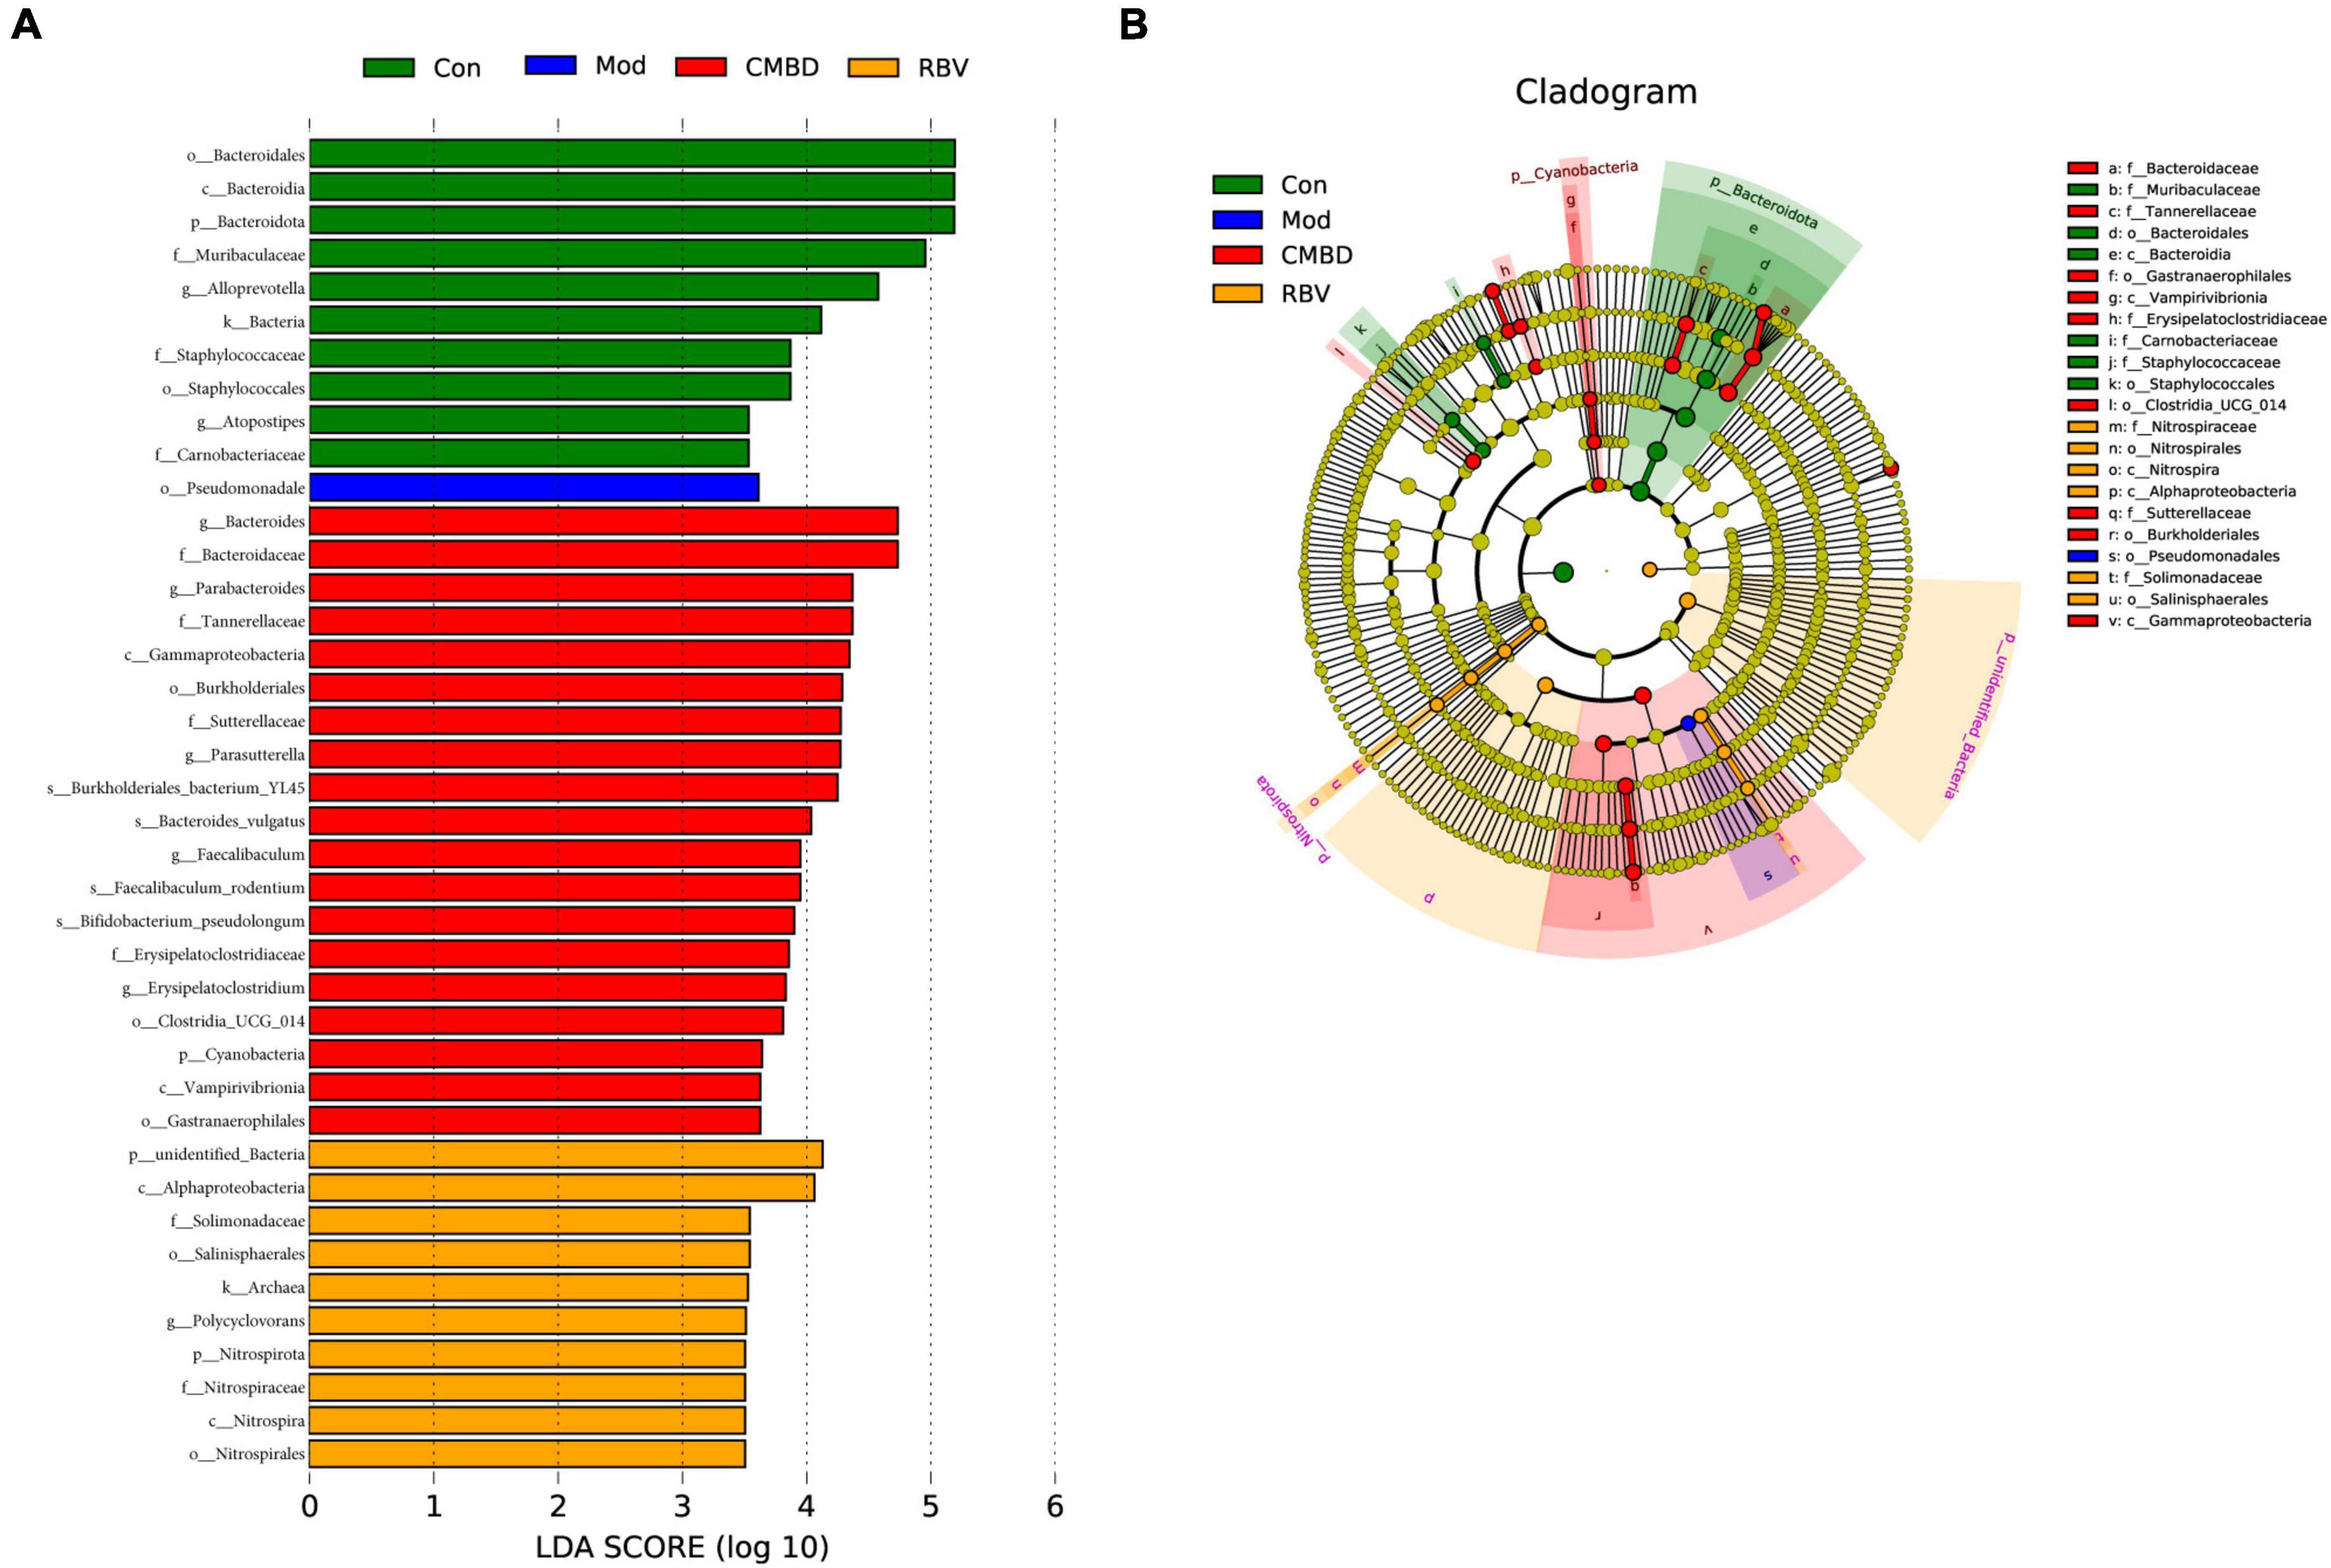 A
Con Mod CMBD RBV
o__Bacteroidales
c__Bacteroidia
p__Bacteroidota
f__Muribaculaceae
g__Alloprevotella
k__Bacteria
f__Staphylococcaceae
o__Staphylococcales
g__Atopostipes
f__Carnobacteriaceae
o__Pseudomonadale
g__Bacteroides
f__Bacteroidaceae
g__Parabacteroides
f__Tannerellaceae
c__Gammaproteobacteria
o__Burkholderiales
f__Sutterellaceae
g__Parasutterella
s__Burkholderiales_bacterium_YL45
s__Bacteroides_vulgatus
g__Faecalibaculum
s__Faecalibaculum_rodentium
s__Bifidobacterium_pseudolongum
f__Erysipelatoclostridiaceae
g__Erysipelatoclostridium
o__Clostridia_UCG_014
p__Cyanobacteria
c__Vampirivibrionia
o__Gastranaerophilales
p__unidentified_Bacteria
c__Alphaproteobacteria
f__Solimonadaceae
o__Salinisphaerales
k__Archaea
g__Polycyclovorans
p__Nitrospirota
f__Nitrospiraceae
c__Nitrospira
o__Nitrospirales
0 1 2 3 4 5 6
LDA SCORE (log 10)
B
Cladogram
Con
Mod
CMBD
RBV
p__Cyanobacteria
g
f
p__Bacteroidota
e
d
c
b
a
h
i
k
j
l
p__unidentified_Bacteria
m
n
o
p__Nitrospirota
p
q
r
s
t
u
v
a: f__Bacteroidaceae
b: f__Muribaculaceae
c: f__Tannerellaceae
d: o__Bacteroidales
e: c__Bacteroidia
f: o__Gastranaerophilales
g: c__Vampirivibrionia
h: f__Erysipelatoclostridiaceae
i: f__Carnobacteriaceae
j: f__Staphylococcaceae
k: o__Staphylococcales
l: o__Clostridia_UCG_014
m: f__Nitrospiraceae
n: o__Nitrospirales
o: c__Nitrospira
p: c__Alphaproteobacteria
q: f__Sutterellaceae
r: o__Burkholderiales
s: o__Pseudomonadales
t: f__Solimonadaceae
u: o__Salinisphaerales
v: c__Gammaproteobacteria